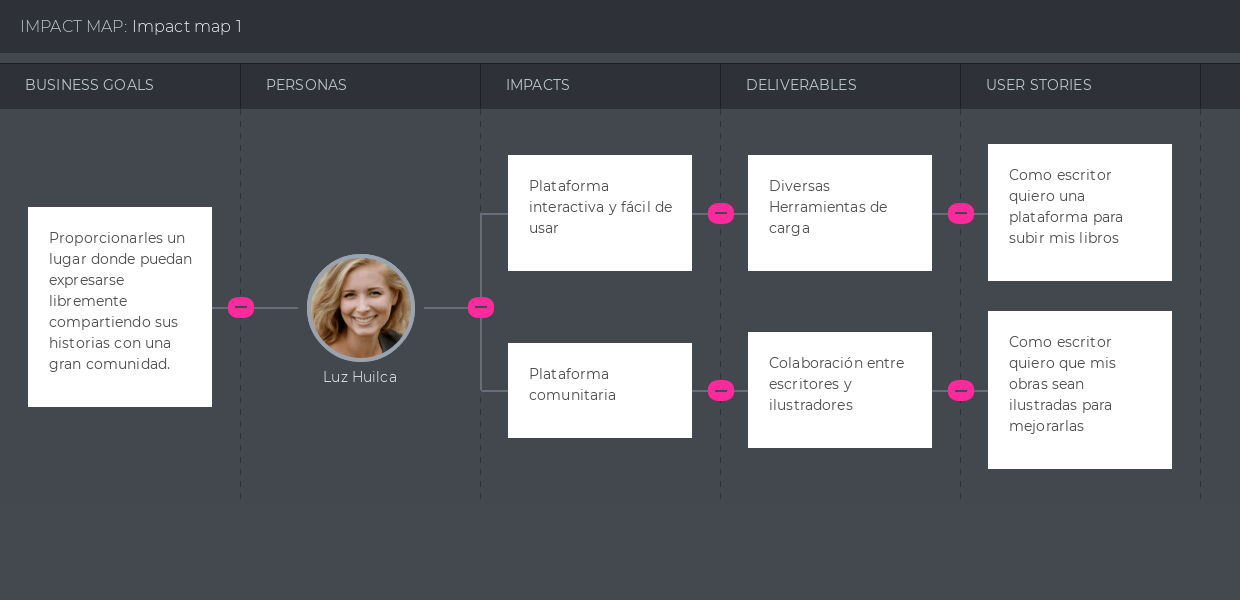 IMPACT MAP: Impact map 1
BUSINESS GOALS
PERSONAS
IMPACTS
DELIVERABLES
USER STORIES
Proporcionarles un
lugar donde puedan
expresarse
libremente
compartiendo sus
historias con una
gran comunidad.
Luz Huilca
Plataforma
interactiva y fácil de
usar
Diversas
Herramientas de
carga
Como escritor
quiero una
plataforma para
subir mis libros
Plataforma
comunitaria
Colaboración entre
escritores y
ilustradores
Como escritor
quiero que mis
obras sean
ilustradas para
mejorarlas